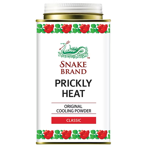 SNAKE
BRAND
PRICKLY
HEAT
ORIGINAL
COOLING POWDER
CLASSIC